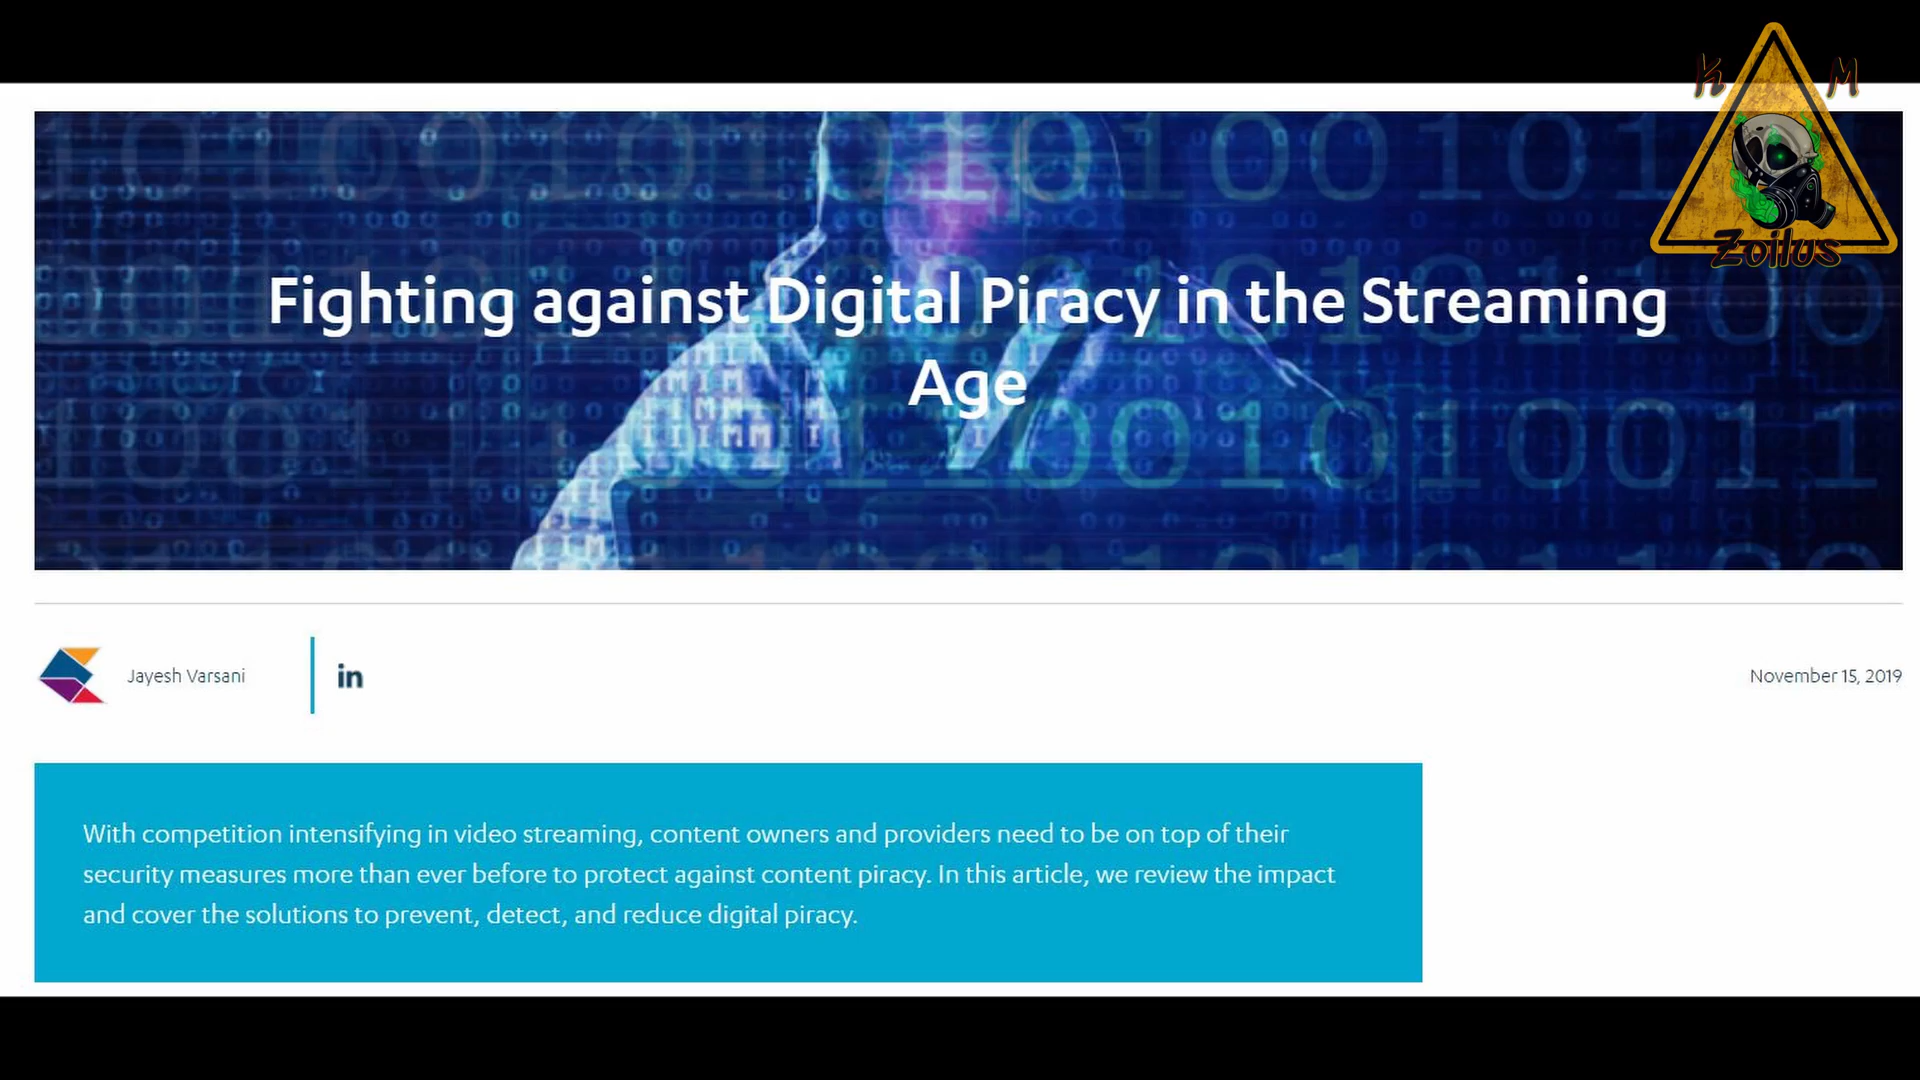 K M
Zoilus
Fighting against Digital Piracy in the Streaming
Age
Jayesh Varsani
in
November 15, 2019
With competition intensifying in video streaming, content owners and providers need to be on top of their
security measures more than ever before to protect against content piracy. In this article, we review the impact
and cover the solutions to prevent, detect, and reduce digital piracy.